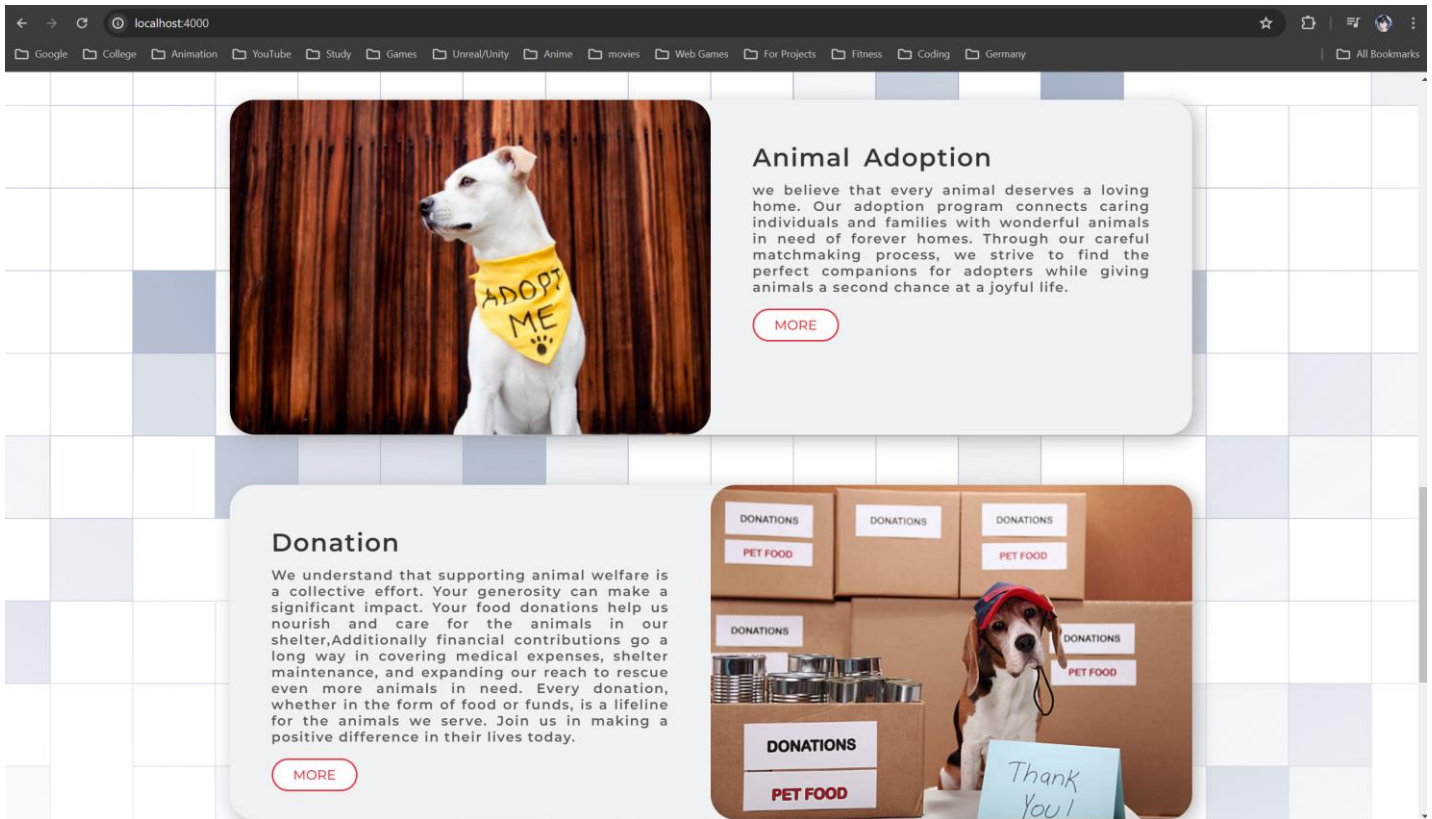 localhost:4000
Google College Animation YouTube Study Games Unreal/Unity Anime movies Web Games For Projects Fitness Coding Germany All Bookmarks
ADOPT
ME
Animal Adoption
we believe that every animal deserves a loving
home. Our adoption program connects caring
individuals and families with wonderful animals
in need of forever homes. Through our careful
matchmaking process, we strive to find the
perfect companions for adopters while giving
animals a second chance at a joyful life.
MORE
Donation
We understand that supporting animal welfare is
a collective effort. Your generosity can make a
significant impact. Your food donations help us
nourish and care for the animals in our
shelter,Additionally financial contributions go a
long way in covering medical expenses, shelter
maintenance, and expanding our reach to rescue
even more animals in need. Every donation,
whether in the form of food or funds, is a lifeline
for the animals we serve. Join us in making a
positive difference in their lives today.
MORE
DONATIONS
PET FOOD
DONATIONS
DONATIONS
PET FOOD
DONATIONS
DONATIONS
PET FOOD
DONATIONS
PET FOOD
Thank
You!